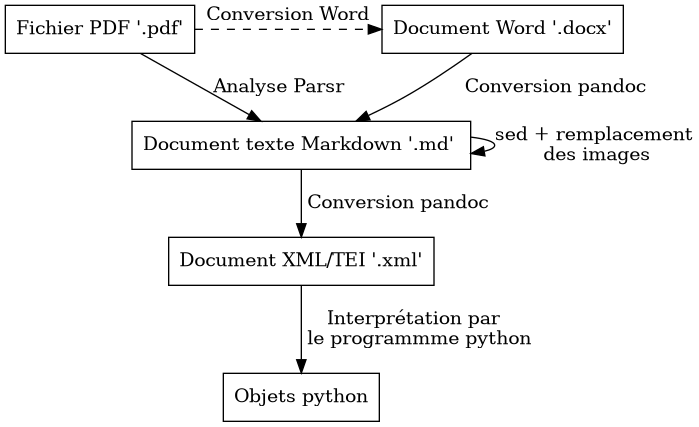 Fichier PDF '.pdf'
Conversion Word
Document Word '.docx'
Analyse Parsr
Conversion pandoc
Document texte Markdown '.md'
sed + remplacement
des images
Conversion pandoc
Document XML/TEI '.xml'
Interprétation par
le programmme python
Objets python